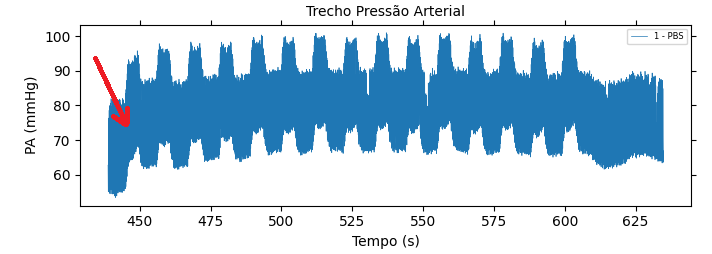 Trecho Pressão Arterial
1 - PBS
100
90
80
70
60
PA (mmHg)
450 475 500 525 550 575 600 625
Tempo (s)